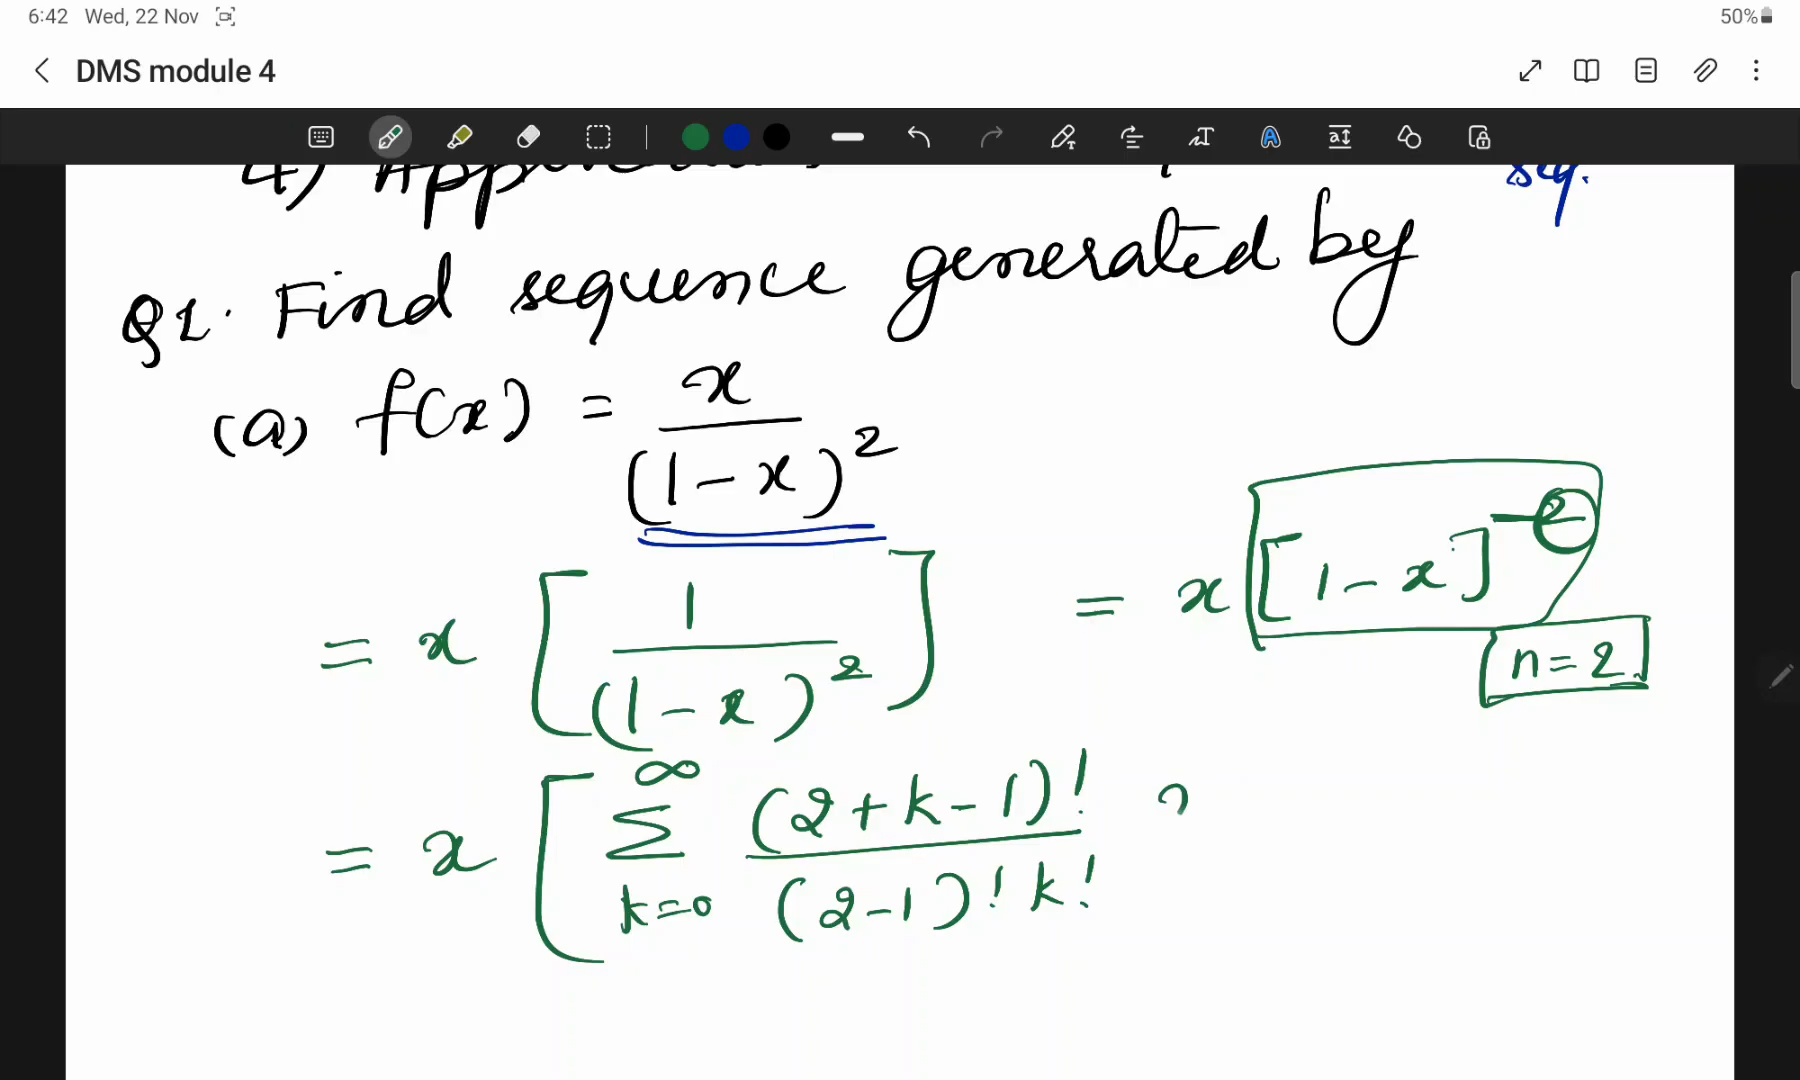 6:42 Wed, 22 Nov
50%
DMS module 4
4)
seq.
Q1. Find sequence generated by
(a) f(x) = x / (1-x)^2
= x [ 1 / (1-x)^2 ] = x [1-x]^-2
n=2
= x [ ∑ k=0 ∞ (2+k-1)! / (2-1)! k!